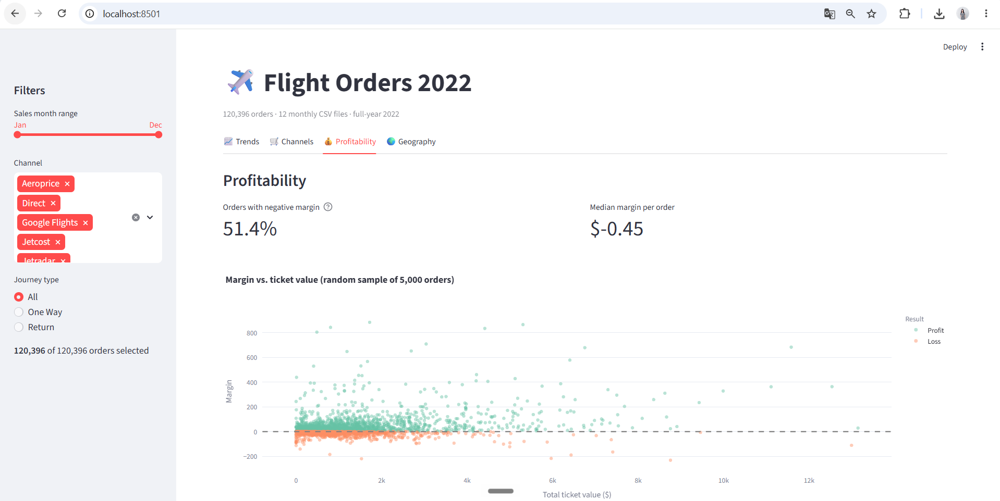 localhost:8501
Deploy
Filters
Sales month range
Jan Dec
Channel
Aeroprice ×
Direct ×
Google Flights ×
Jetcost ×
Jetradar ×
Journey type
All
One Way
Return
120,396 of 120,396 orders selected
Flight Orders 2022
120,396 orders · 12 monthly CSV files · full-year 2022
Trends Channels Profitability Geography
Profitability
Orders with negative margin
51.4%
Median margin per order
$-0.45
Margin vs. ticket value (random sample of 5,000 orders)
Result
Profit
Loss
Margin
800
600
400
200
0
−200
0 2k 4k 6k 8k 10k 12k
Total ticket value ($)